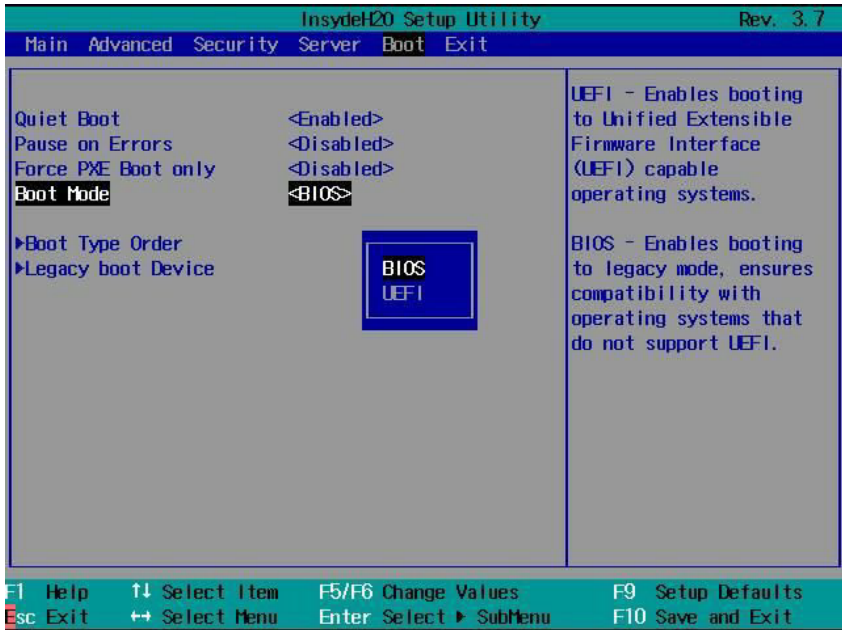 InsydeH2O Setup Utility Rev. 3.7
Main Advanced Security Server Boot Exit
Quiet Boot <Enabled>
Pause on Errors <Disabled>
Force PXE Boot only <Disabled>
Boot Mode <BIOS>
▶Boot Type Order
▶Legacy boot Device
BIOS
UEFI
UEFI - Enables booting
to Unified Extensible
Firmware Interface
(UEFI) capable
operating systems.
BIOS - Enables booting
to legacy mode, ensures
compatibility with
operating systems that
do not support UEFI.
F1 Help ↑↓ Select Item F5/F6 Change Values F9 Setup Defaults
Esc Exit ↔ Select Menu Enter Select ▶ SubMenu F10 Save and Exit